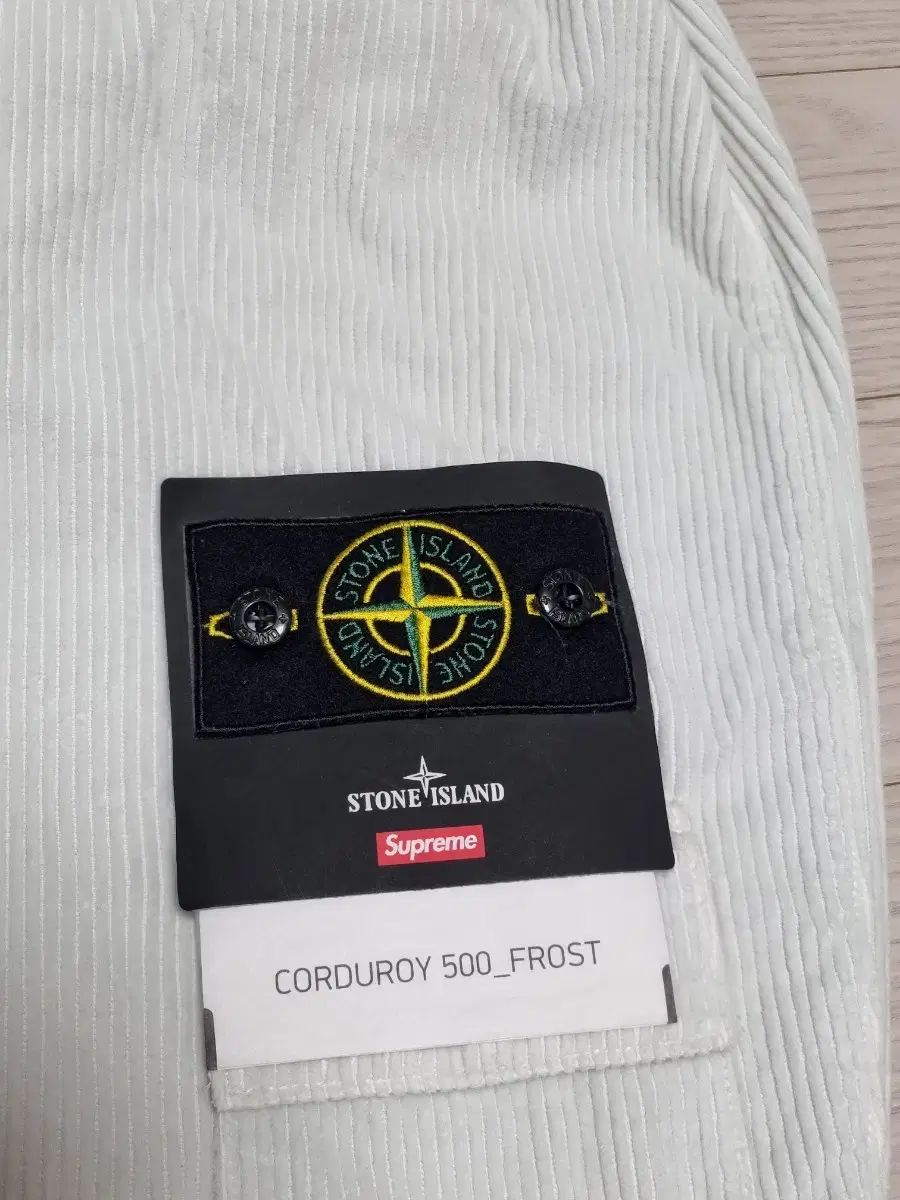 STONE ISLAND
STONE ISLAND
STONE ISLAND
Supreme
CORDUROY 500_FROST